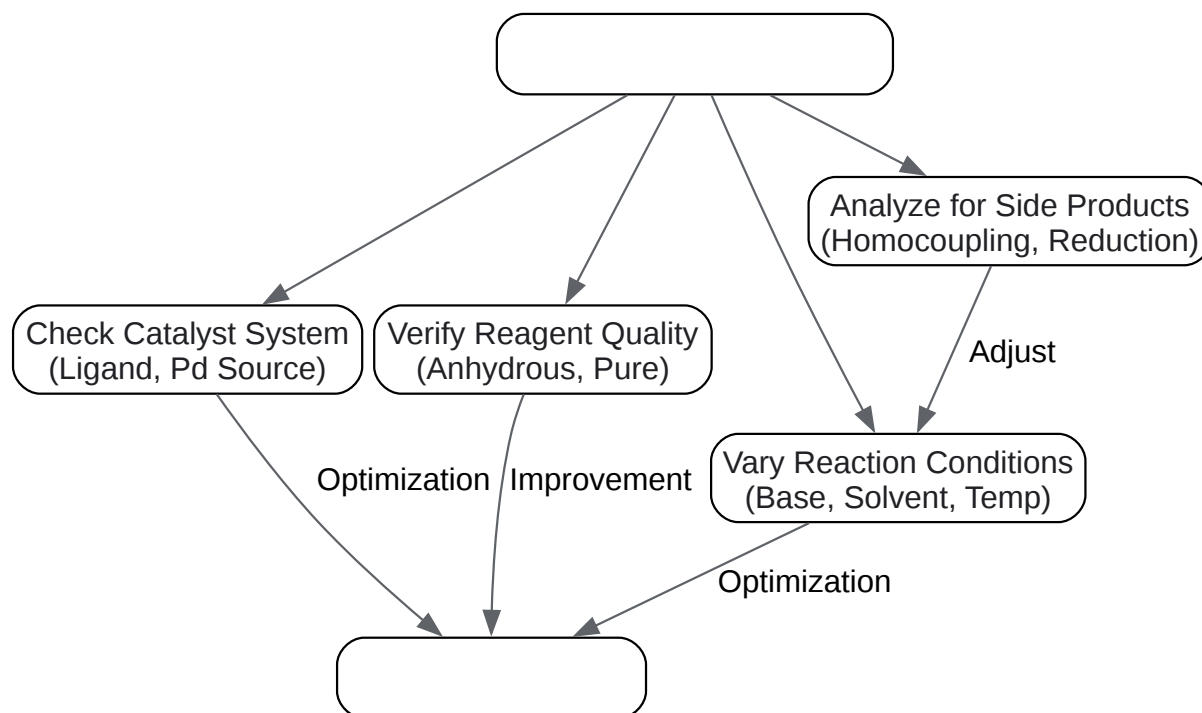 Analyze for Side Products
(Homocoupling, Reduction)
Check Catalyst System
(Ligand, Pd Source)
Verify Reagent Quality
(Anhydrous, Pure)
Adjust
Optimization
Improvement
Vary Reaction Conditions
(Base, Solvent, Temp)
Optimization